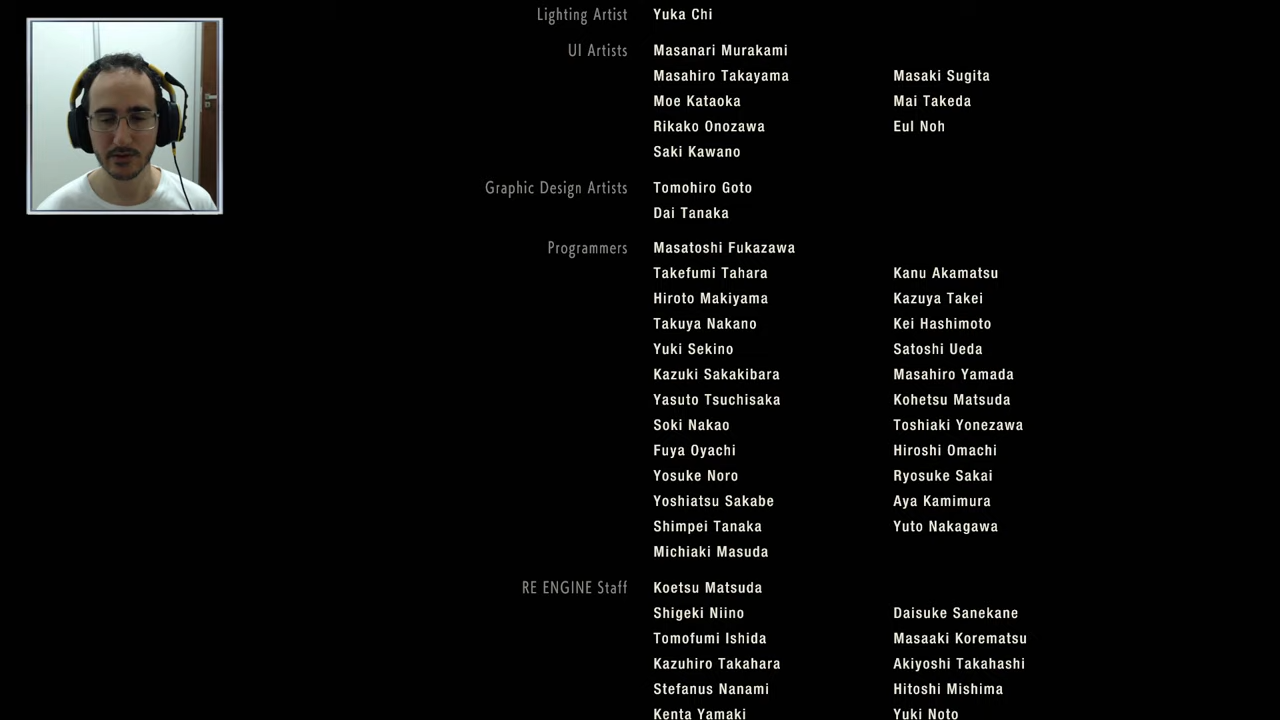 Lighting Artist Yuka Chi
UI Artists Masanari Murakami
Masahiro Takayama Masaki Sugita
Moe Kataoka Mai Takeda
Rikako Onozawa Eul Noh
Saki Kawano
Graphic Design Artists Tomohiro Goto
Dai Tanaka
Programmers Masatoshi Fukazawa
Takefumi Tahara Kanu Akamatsu
Hiroto Makiyama Kazuya Takei
Takuya Nakano Kei Hashimoto
Yuki Sekino Satoshi Ueda
Kazuki Sakakibara Masahiro Yamada
Yasuto Tsuchisaka Kohetsu Matsuda
Soki Nakao Toshiaki Yonezawa
Fuya Oyachi Hiroshi Omachi
Yosuke Noro Ryosuke Sakai
Yoshiatsu Sakabe Aya Kamimura
Shimpei Tanaka Yuto Nakagawa
Michiaki Masuda
RE ENGINE Staff Koetsu Matsuda
Shigeki Niino Daisuke Sanekane
Tomofumi Ishida Masaaki Korematsu
Kazuhiro Takahara Akiyoshi Takahashi
Stefanus Nanami Hitoshi Mishima
Kenta Yamaki Yuki Noto